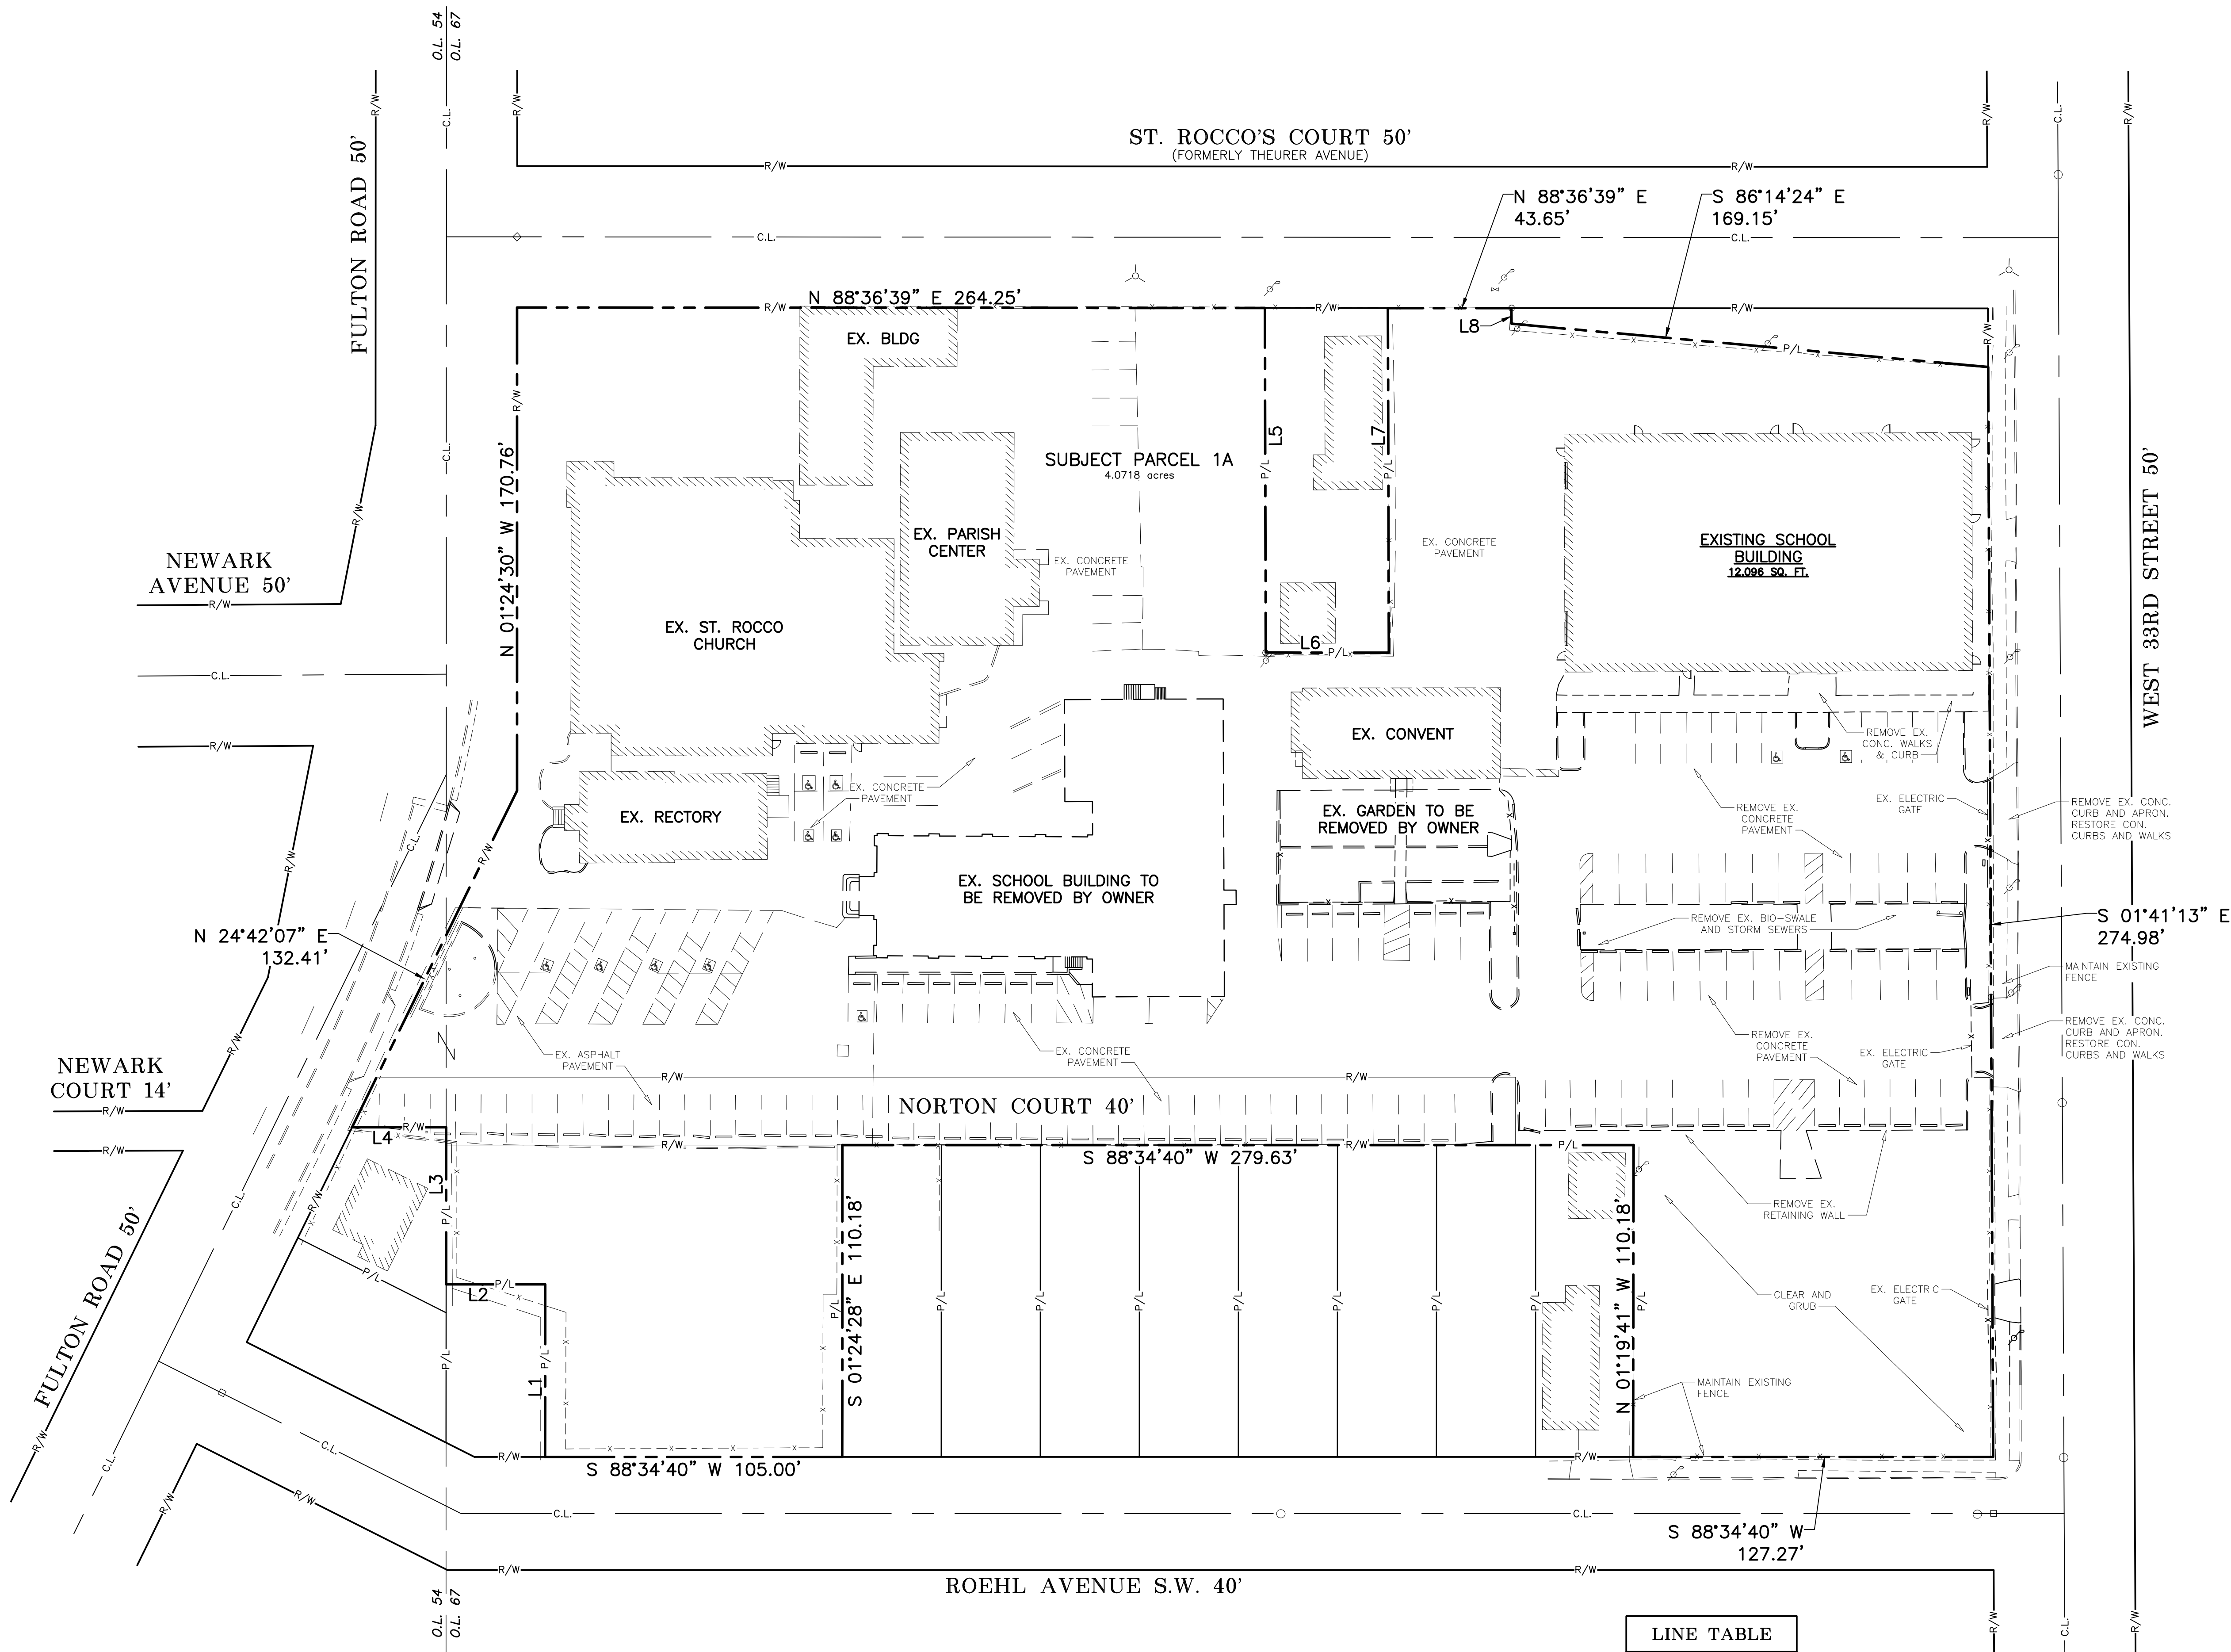 O.L. 54
O.L. 67
R/W
R/W
C.L.
R/W
C.L.
R/W
ST. ROCCO'S COURT 50'
(FORMERLY THEURER AVENUE)
R/W
R/W
FULTON ROAD 50'
N 88°36'39" E
43.65'
S 86°14'24" E
169.15'
C.L.
C.L.
R/W
N 88°36'39" E 264.25'
R/W
R/W
L8
R/W
P/L
EX. BLDG
R/W
C.L.
L5
L7
P/L
P/L
SUBJECT PARCEL 1A
4.0718 acres
N 01°24'30" W 170.76'
R/W
WEST 33RD STREET 50'
EX. PARISH
CENTER
EX. CONCRETE
PAVEMENT
EX. CONCRETE
PAVEMENT
EXISTING SCHOOL
BUILDING
12.096 SQ. FT.
NEWARK
AVENUE 50'
R/W
EX. ST. ROCCO
CHURCH
L6
P/L
C.L.
R/W
EX. CONVENT
REMOVE EX.
CONC. WALKS
& CURB
EX. CONCRETE
PAVEMENT
EX. RECTORY
EX. GARDEN TO BE
REMOVED BY OWNER
REMOVE EX.
CONCRETE
PAVEMENT
EX. ELECTRIC
GATE
REMOVE EX. CONC.
CURB AND APRON.
RESTORE CON.
CURBS AND WALKS
C.L.
R/W
R/W
EX. SCHOOL BUILDING TO
BE REMOVED BY OWNER
REMOVE EX. BIO-SWALE
AND STORM SEWERS
S 01°41'13" E
274.98'
N 24°42'07" E
132.41'
MAINTAIN EXISTING
FENCE
R/W
EX. ASPHALT
PAVEMENT
EX. CONCRETE
PAVEMENT
REMOVE EX.
CONCRETE
PAVEMENT
EX. ELECTRIC
GATE
REMOVE EX. CONC.
CURB AND APRON.
RESTORE CON.
CURBS AND WALKS
NEWARK
COURT 14'
R/W
R/W
R/W
NORTON COURT 40'
R/W
L4
R/W
R/W
P/L
R/W
S 88°34'40" W 279.63'
L3
P/L
C.L.
R/W
REMOVE EX.
RETAINING WALL
FULTON ROAD 50'
P/L
P/L
L2
S 01°24'28" E 110.18'
P/L
P/L
P/L
P/L
P/L
P/L
P/L
P/L
N 01°19'41" W 110.18'
P/L
CLEAR AND
GRUB
EX. ELECTRIC
GATE
P/L
P/L
L1
MAINTAIN EXISTING
FENCE
R/W
C.L.
C.L.
R/W
R/W
S 88°34'40" W 105.00'
R/W
R/W
C.L.
C.L.
S 88°34'40" W
127.27'
R/W
R/W
ROEHL AVENUE S.W. 40'
O.L. 54
O.L. 67
R/W
C.L.
R/W
LINE TABLE